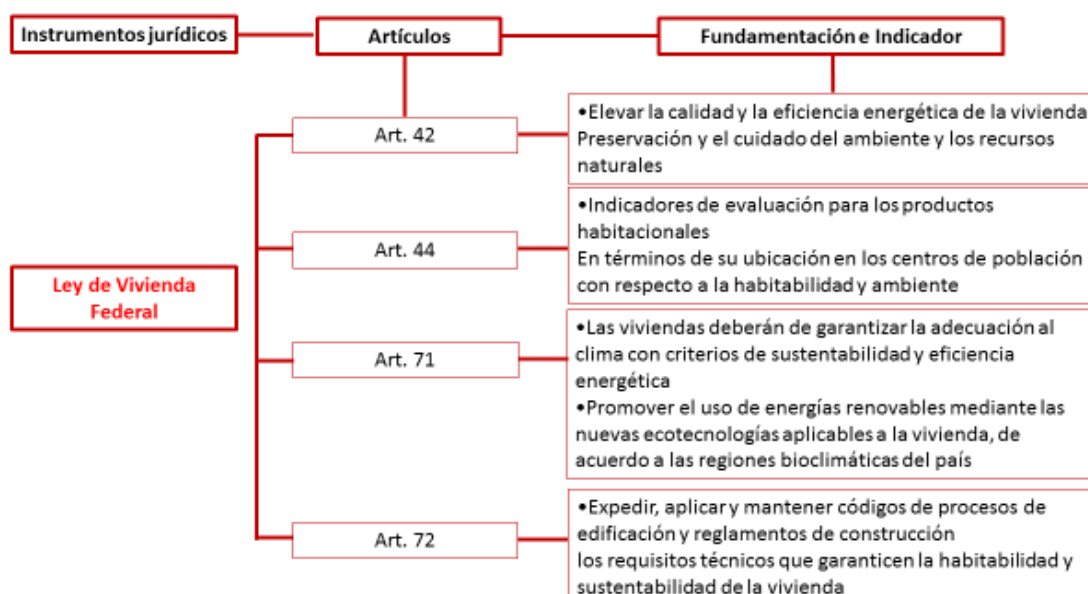 Instrumentos jurídicos
Artículos
Fundamentación e Indicador
Ley de Vivienda
Federal
Art. 42
•Elevar la calidad y la eficiencia energética de la vivienda
Preservación y el cuidado del ambiente y los recursos
naturales
Art. 44
•Indicadores de evaluación para los productos
habitacionales
En términos de su ubicación en los centros de población
con respecto a la habitabilidad y ambiente
Art. 71
•Las viviendas deberán de garantizar la adecuación al
clima con criterios de sustentabilidad y eficiencia
energética
•Promover el uso de energías renovables mediante las
nuevas ecotecnologías aplicables a la vivienda, de
acuerdo a las regiones bioclimáticas del país
Art. 72
•Expedir, aplicar y mantener códigos de procesos de
edificación y reglamentos de construcción
los requisitos técnicos que garanticen la habitabilidad y
sustentabilidad de la vivienda